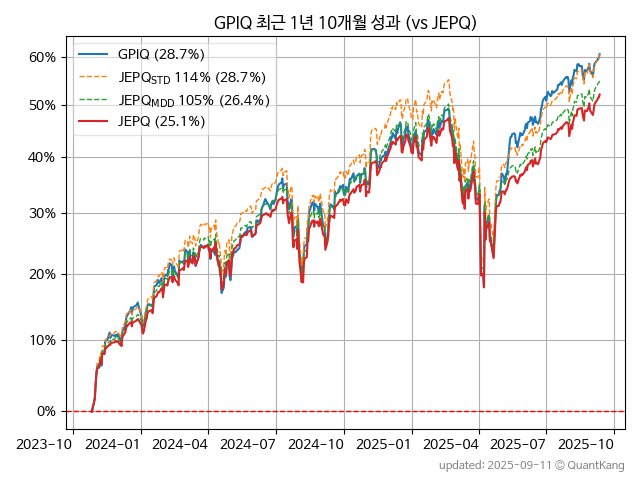 GPIQ 최근 1년 10개월 성과 (vs JEPQ)
GPIQ (28.7%)
JEPQSTD 114% (28.7%)
JEPQMDD 105% (26.4%)
JEPQ (25.1%)
60%
50%
40%
30%
20%
10%
0%
2023-10 2024-01 2024-04 2024-07 2024-10 2025-01 2025-04 2025-07 2025-10
updated: 2025-09-11 © QuantKang